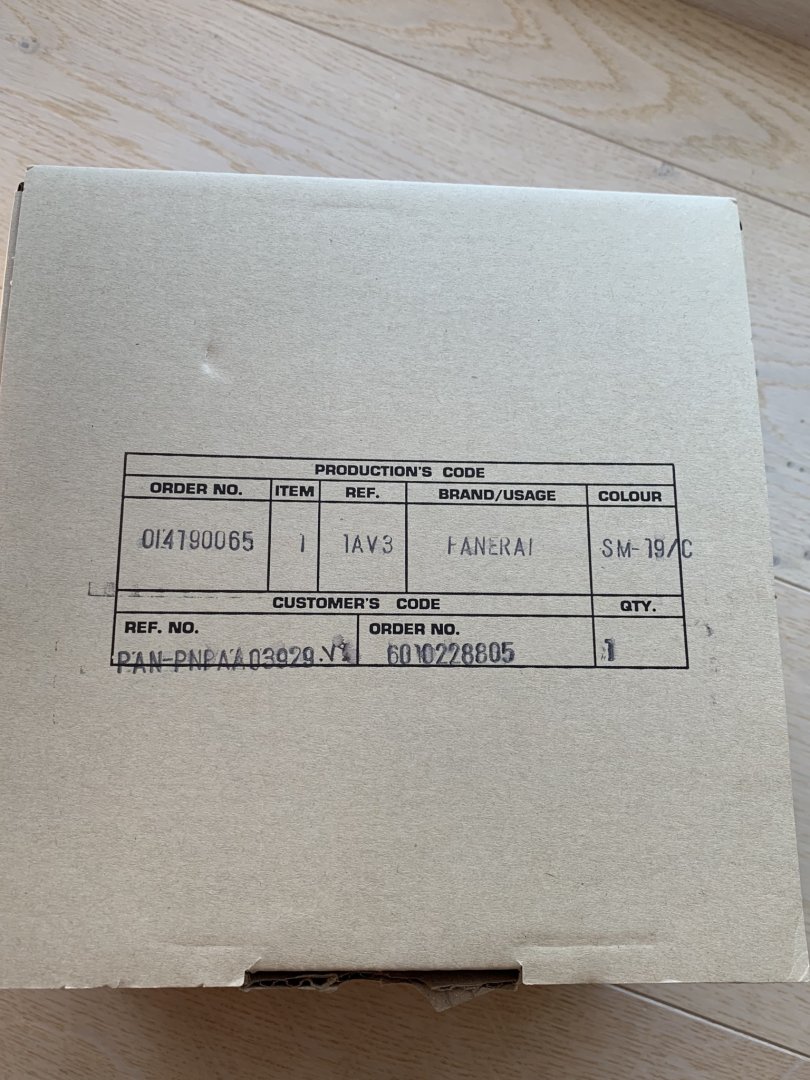 PRODUCTION'S CODE
ORDER NO. ITEM REF. BRAND/USAGE COLOUR
014190065 1 1AV3 PANERAI SM-19/C
CUSTOMER'S CODE QTY.
REF. NO. ORDER NO.
PAN-PNPAA03929.V1 6010228805 1